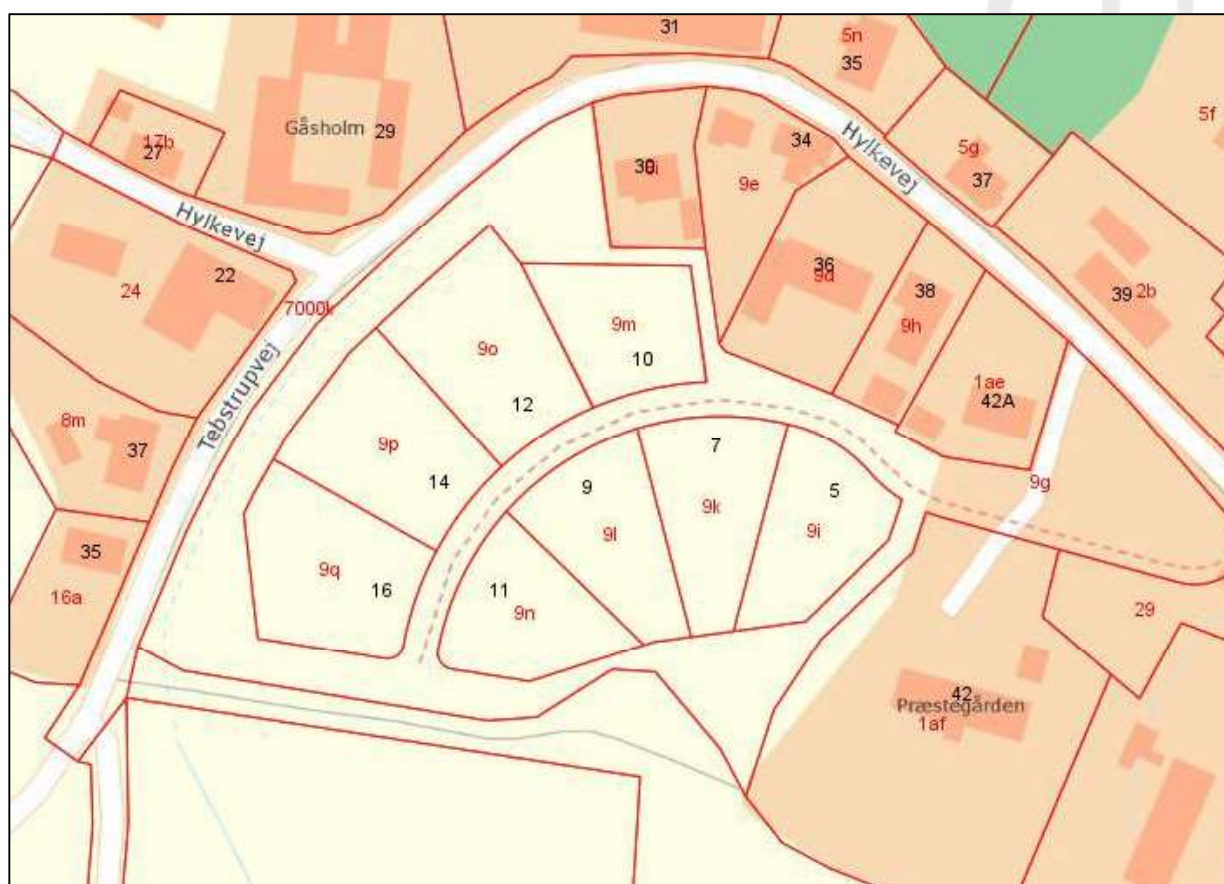 31
5n
35
5f
Gåsholm 29
17b
27
34
Hylkevej
5g
37
30
9e
Hylkevej
22
24
36
9d
38
39 2b
7000k
9m
9h
10
9o
1ae
42A
12
Tebstrupvej
8m
37
9p
14
7
9
5
9k
9l
9i
9g
35
16a
9q
16
11
9n
29
42
Præstegården
1af